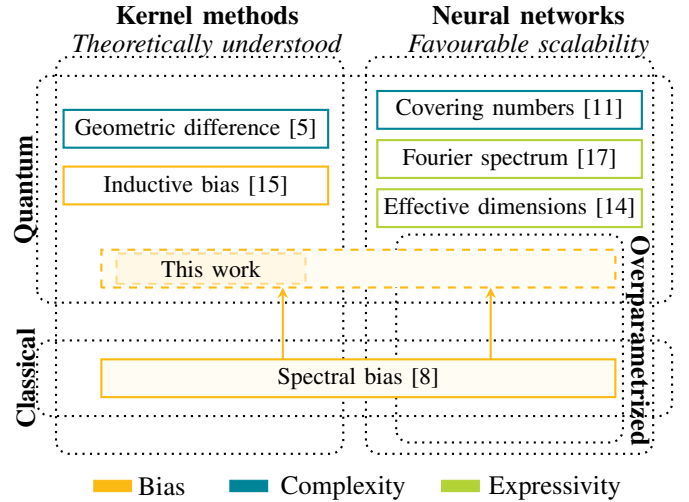 Kernel methods
Neural networks
Theoretically understood
Favourable scalability
Quantum
Geometric difference [5]
Covering numbers [11]
Inductive bias [15]
Fourier spectrum [17]
Effective dimensions [14]
This work
Overparametrized
Classical
Spectral bias [8]
Bias
Complexity
Expressivity